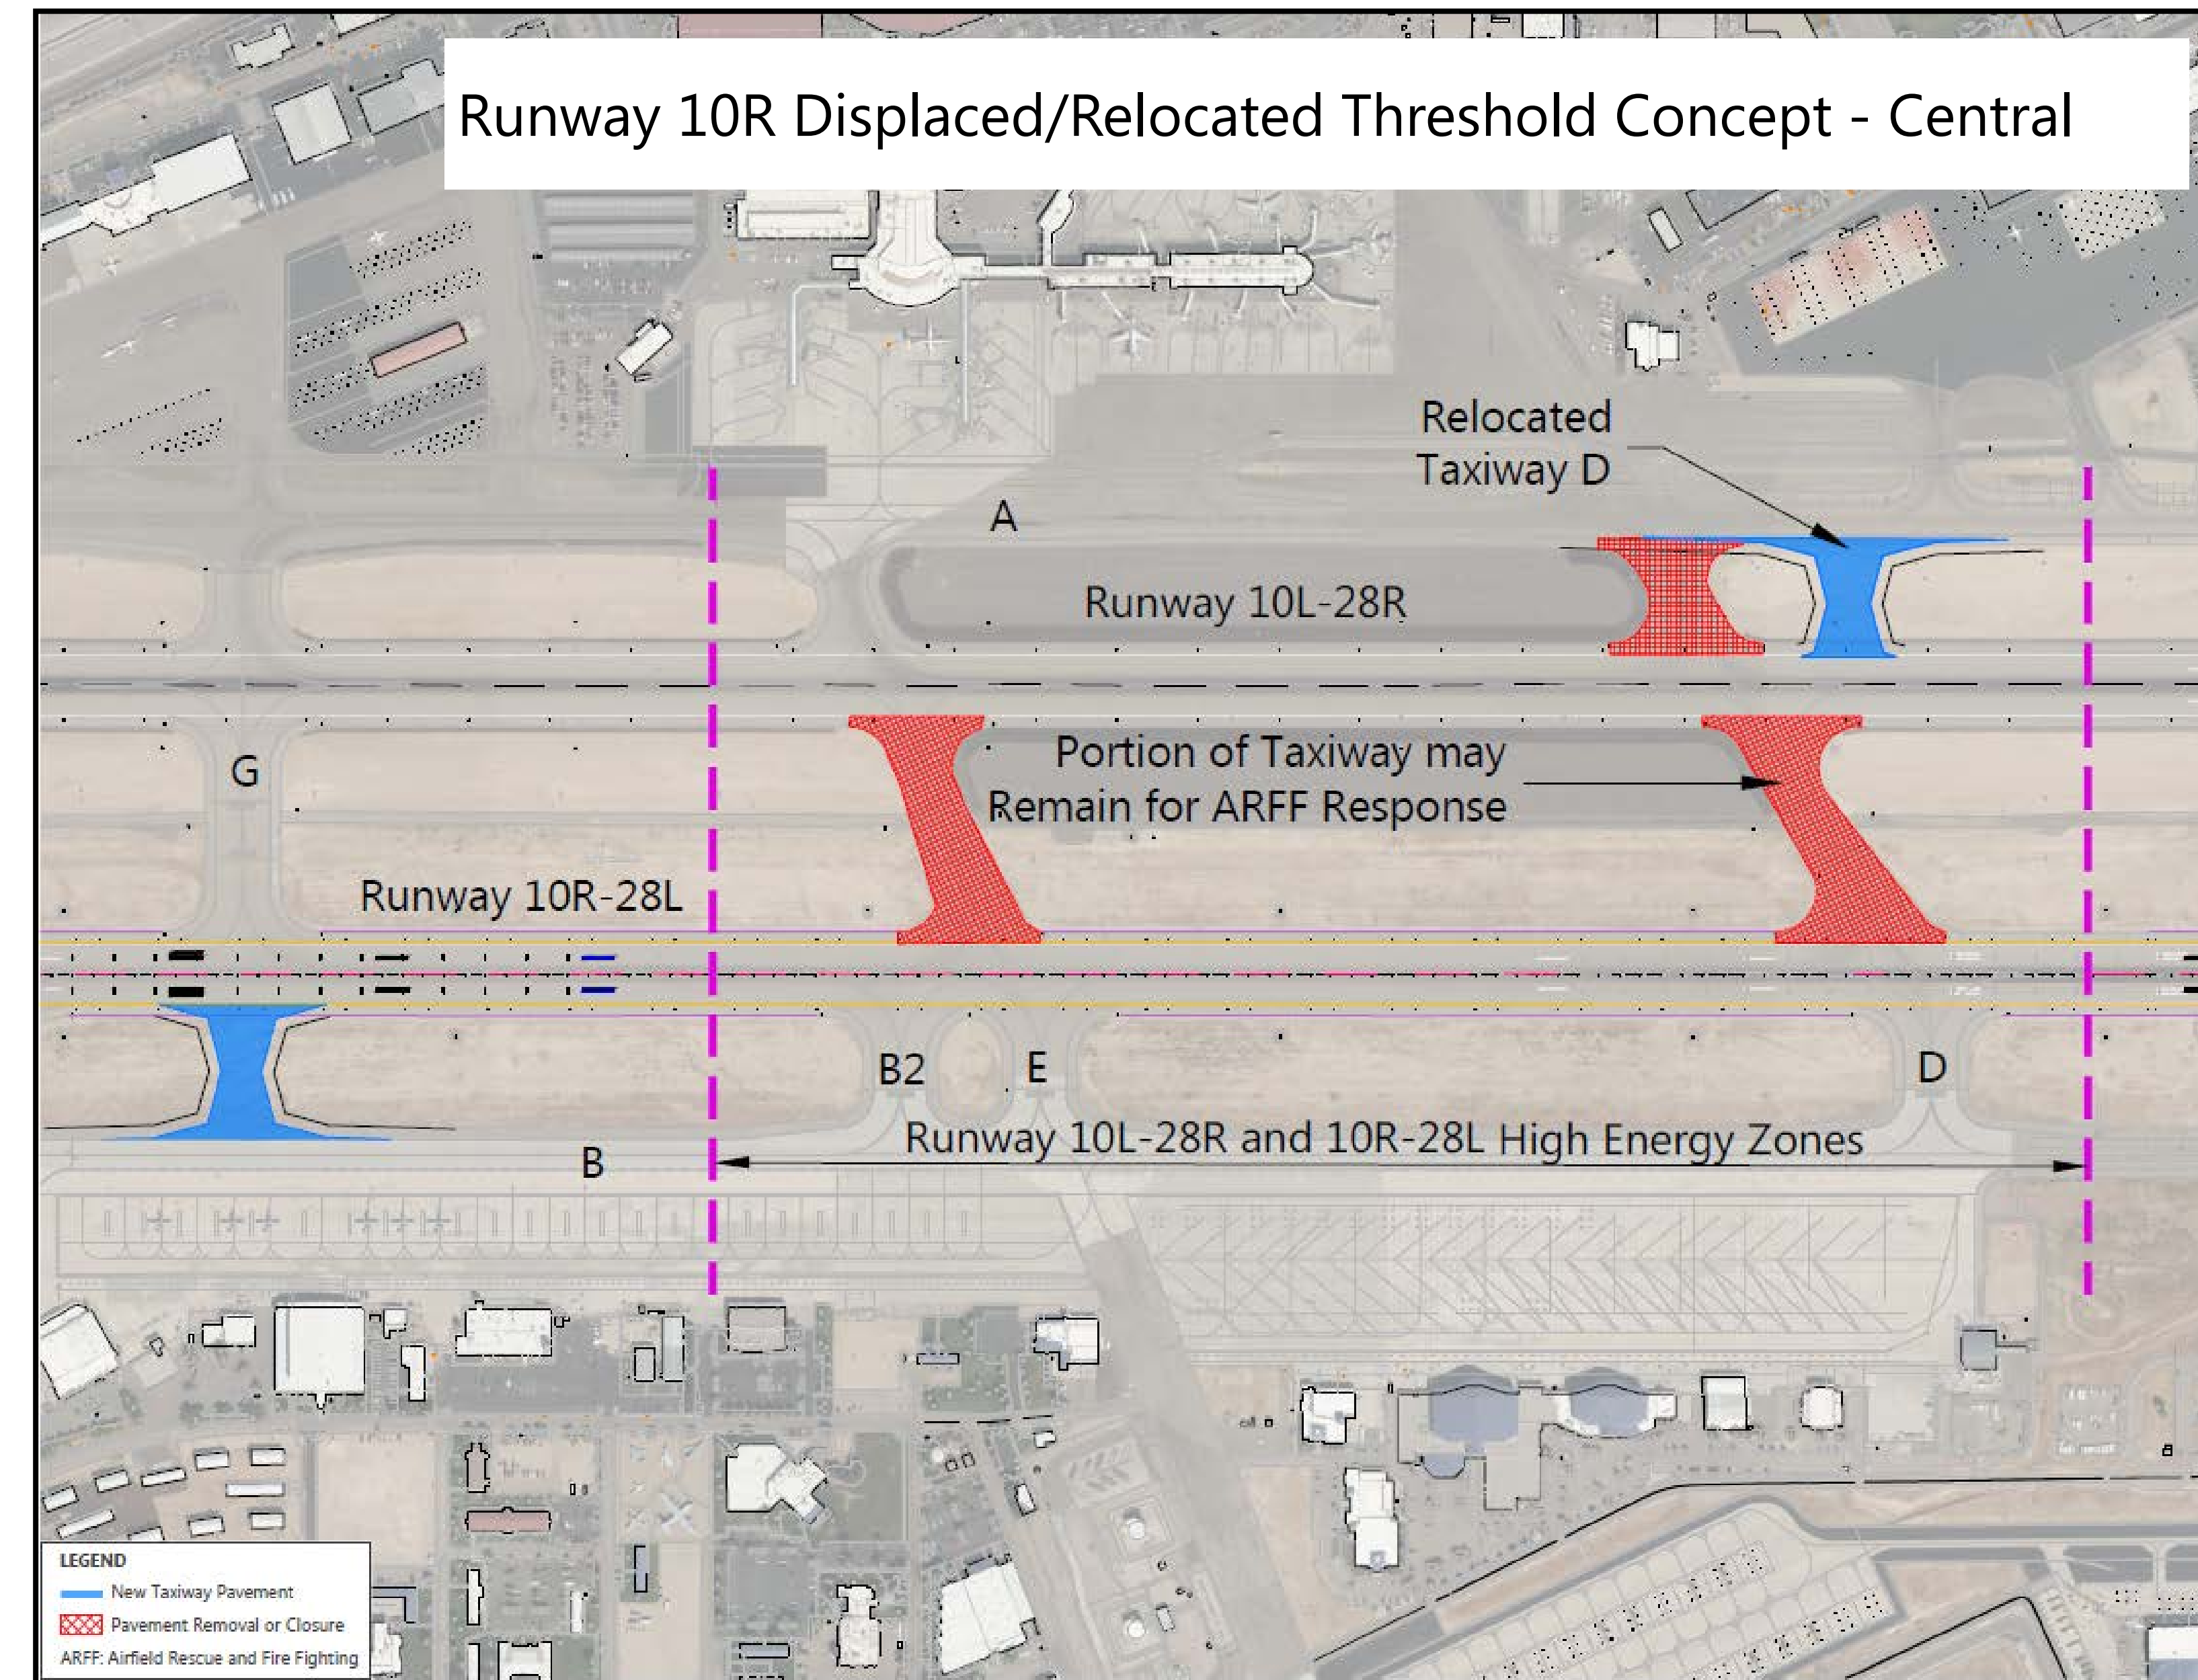 Runway 10R Displaced/Relocated Threshold Concept - Central
Relocated
Taxiway D
A
Runway 10L-28R
Portion of Taxiway may
Remain for ARFF Response
G
Runway 10R-28L
B2
E
D
Runway 10L-28R and 10R-28L High Energy Zones
B
LEGEND
New Taxiway Pavement
Pavement Removal or Closure
ARFF: Airfield Rescue and Fire Fighting